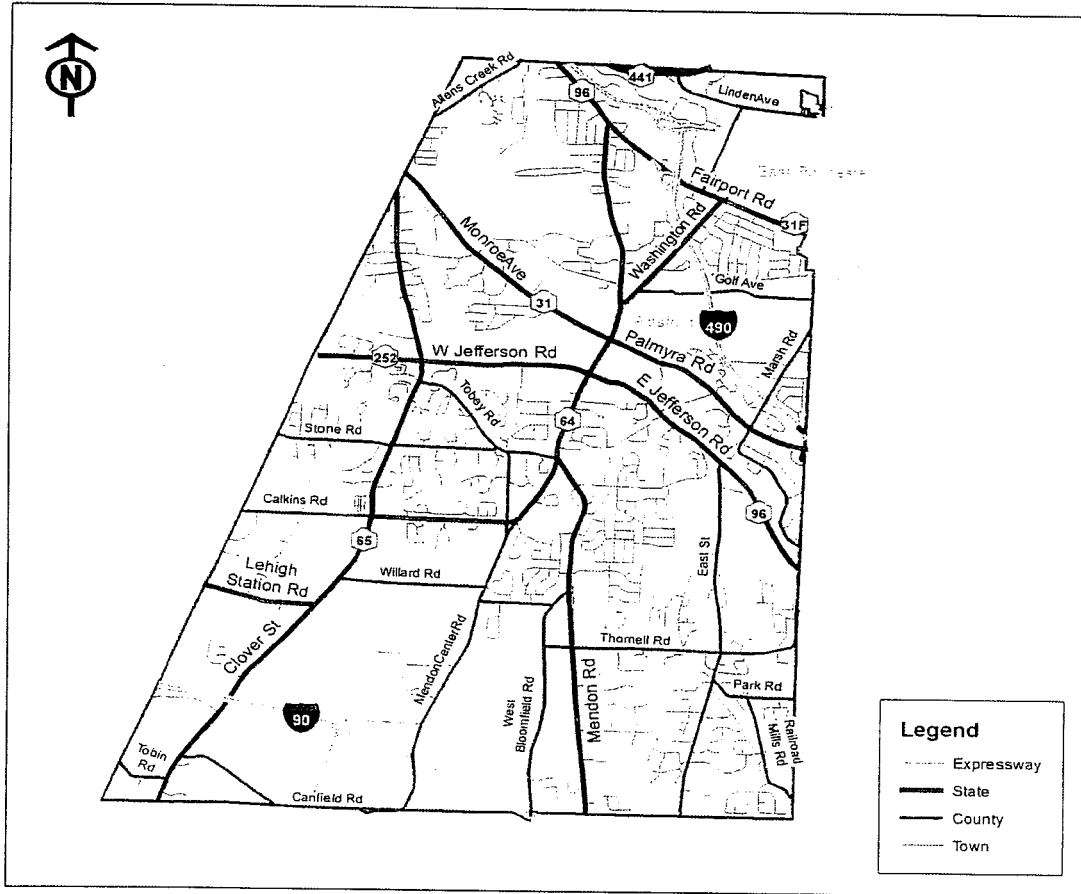 N
Allens Creek Rd
441
96
LindenAve
Fairport Rd
31F
MonroeAve
Washington Rd
Golf Ave
31
490
Palmyra Rd
Marsh Rd
252
W Jefferson Rd
E Jefferson Rd
Tobey Rd
64
Stone Rd
Calkins Rd
96
65
East St
Lehigh
Station Rd
Willard Rd
Clover St
MendonCenterRd
Thornell Rd
West
Bloomfield Rd
Mendon Rd
Park Rd
Railroad
Mills Rd
90
Tobin
Rd
Canfield Rd
Legend
Expressway
State
County
Town